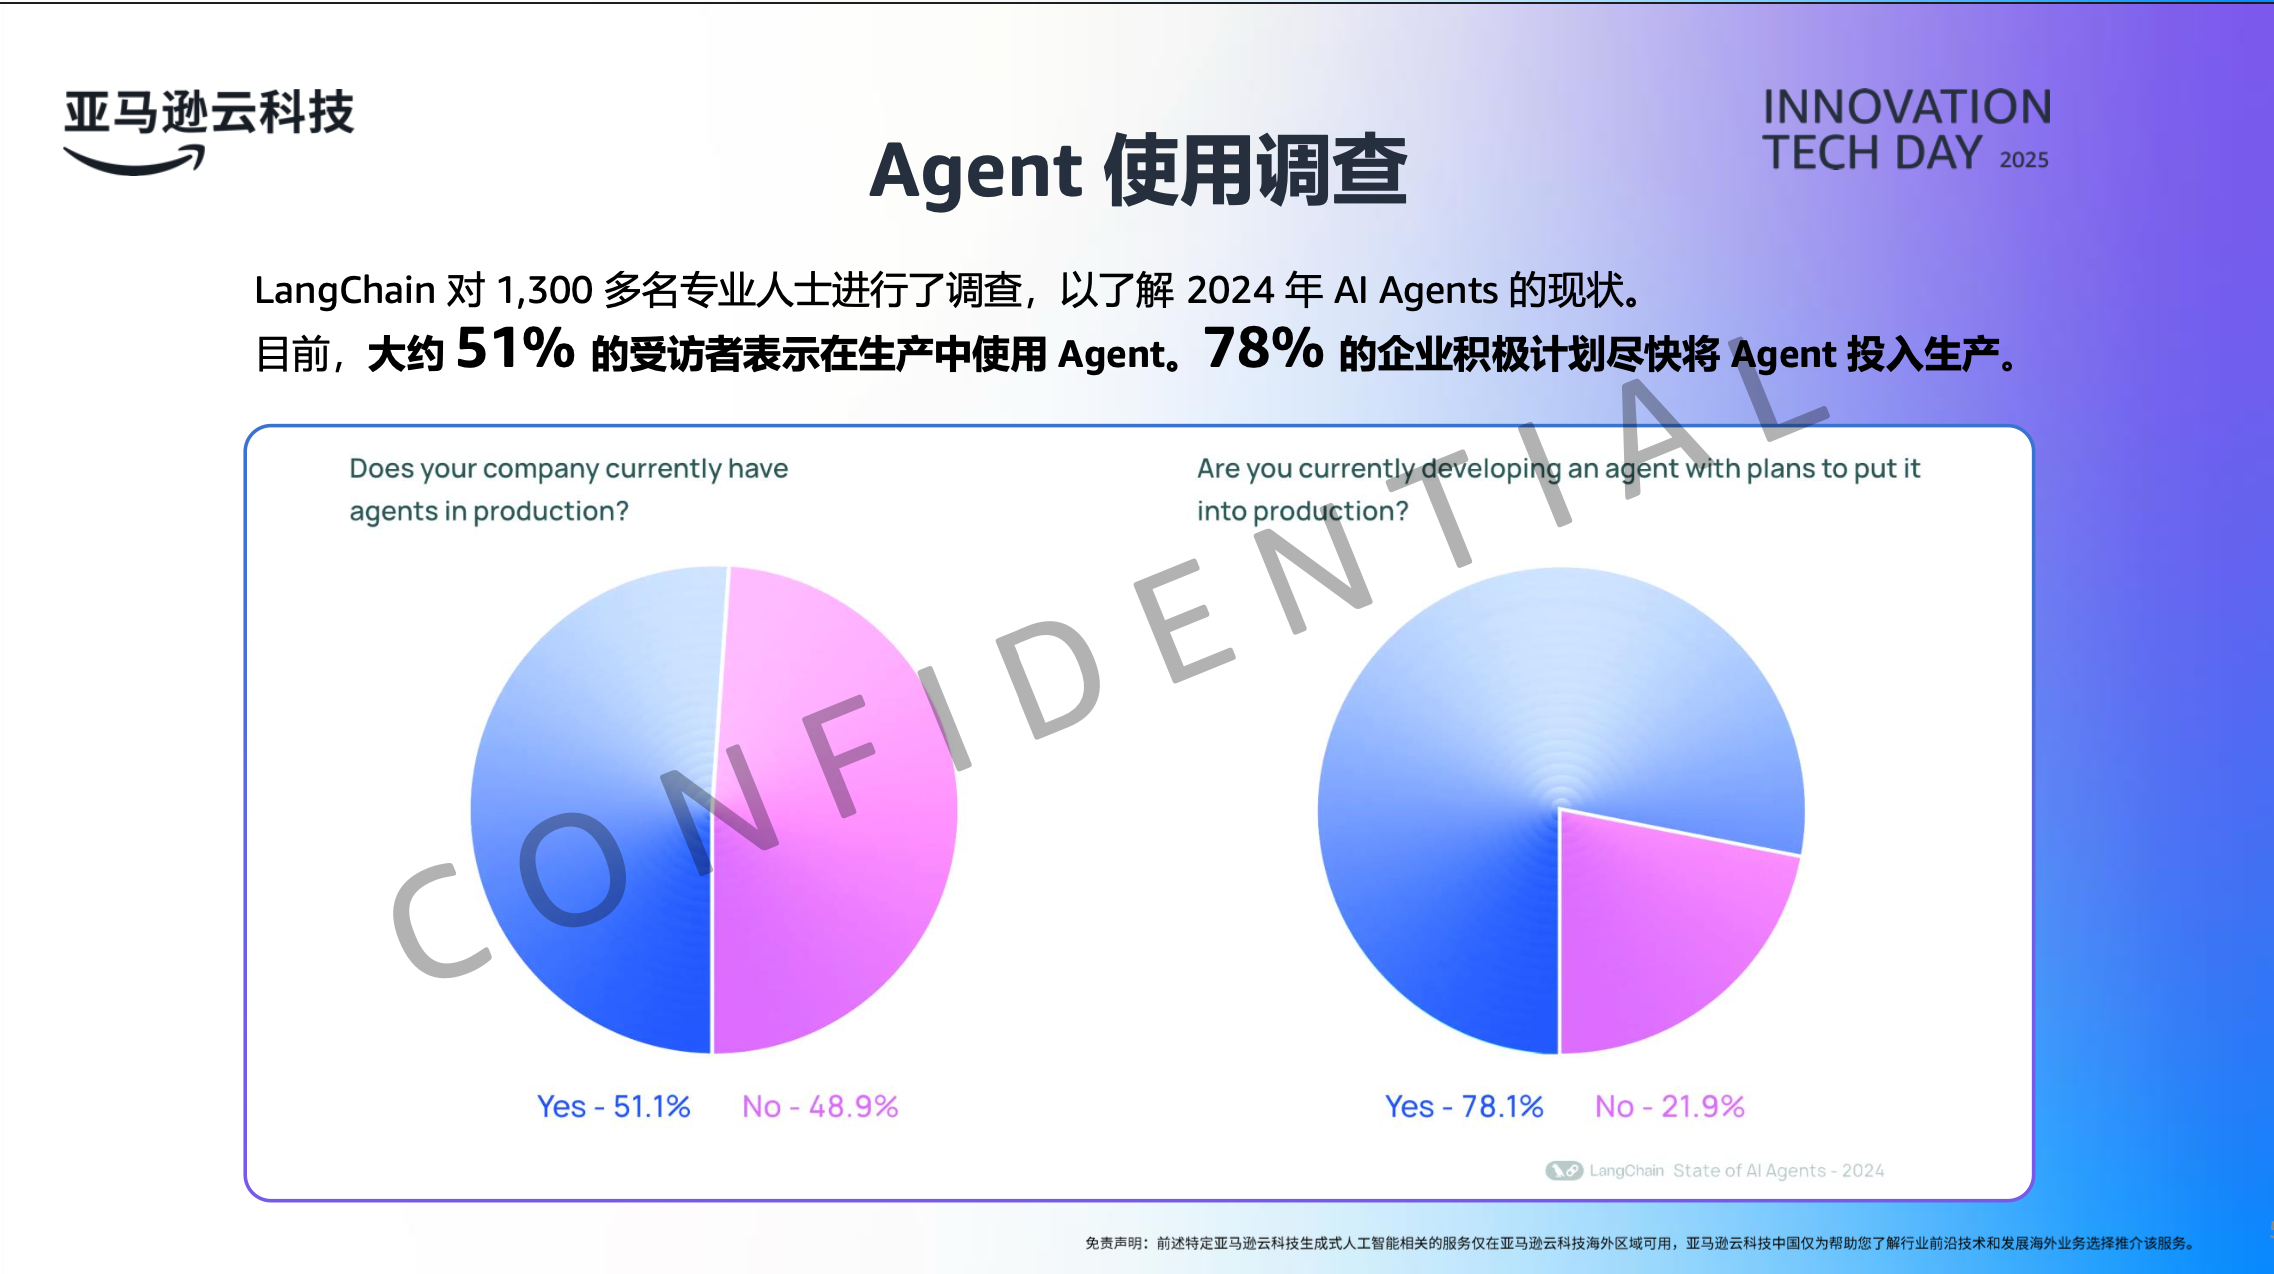 亚马逊云科技
INNOVATION
TECH DAY 2025
Agent 使用调查
LangChain 对 1,300 多名专业人士进行了调查，以了解 2024 年 AI Agents 的现状。
目前，大约 51% 的受访者表示在生产中使用 Agent。78% 的企业积极计划尽快将 Agent 投入生产。
Does your company currently have
agents in production?
Yes - 51.1% No - 48.9%
Are you currently developing an agent with plans to put it
into production?
Yes - 78.1% No - 21.9%
LangChain State of AI Agents - 2024
CONFIDENTIAL
免责声明：前述特定亚马逊云科技生成式人工智能相关的服务仅在亚马逊云科技海外区域可用，亚马逊云科技中国仅为帮助您了解行业前沿技术和发展海外业务选择推介该服务。